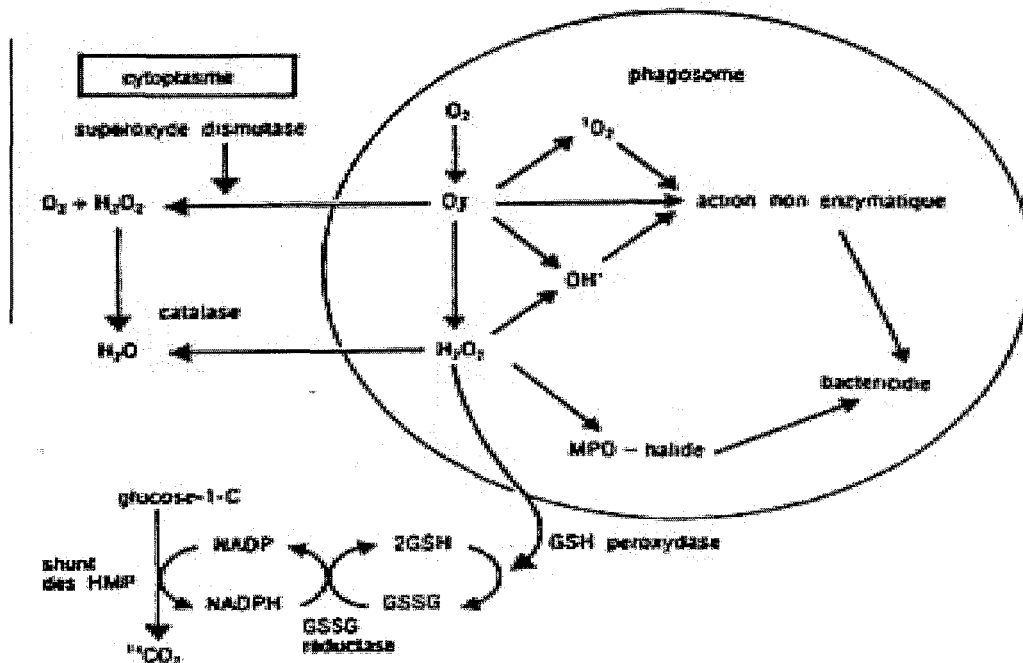 cytoplasme
phagosome
superoxyde dismutase
O₂
¹O₂
O₂ + H₂O₂
O₂⁻
action non enzymatique
OH·
catalase
H₂O
H₂O₂
bactericidie
MPO – halide
glucose-1-C
NADP
2GSH
GSH peroxydase
shunt
des HMP
NADPH
GSSG
GSSG
reductase
¹⁴CO₂